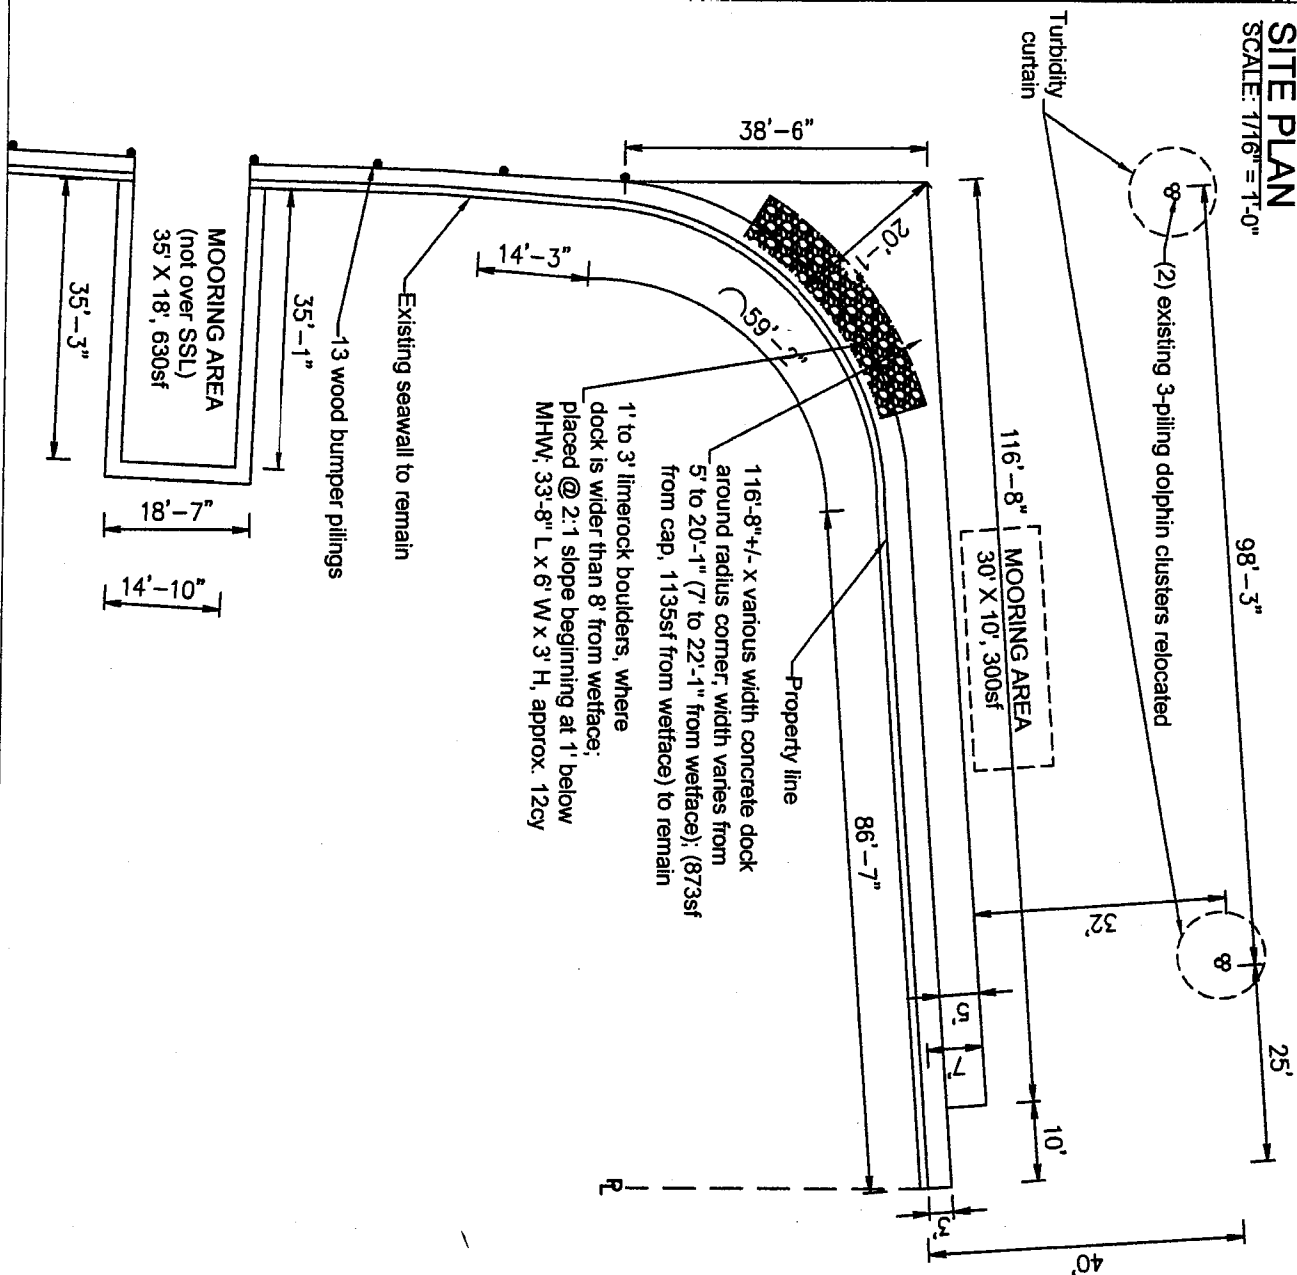 SITE PLAN
SCALE: 1/16" = 1'-0"
Turbidity
curtain
(2) existing 3-piling dolphin clusters relocated
98'-3"
25'
116'-8"
MOORING AREA
30' X 10', 300sf
32'
38'-6"
20'-1"
59'-2"
14'-3"
5'
7'
10'
3'
40'
86'-7"
Property line
116'-8"+/- x various width concrete dock
around radius corner, width varies from
5' to 20'-1" (7' to 22'-1" from wetface); (873sf
from cap, 1135sf from wetface) to remain
1' to 3' limerock boulders, where
dock is wider than 8' from wetface;
placed @ 2:1 slope beginning at 1' below
MHW; 33'-8" L x 6' W x 3' H, approx. 12cy
Existing seawall to remain
13 wood bumper pilings
35'-1"
MOORING AREA
(not over SSL)
35' X 18', 630sf
35'-3"
18'-7"
14'-10"
PL